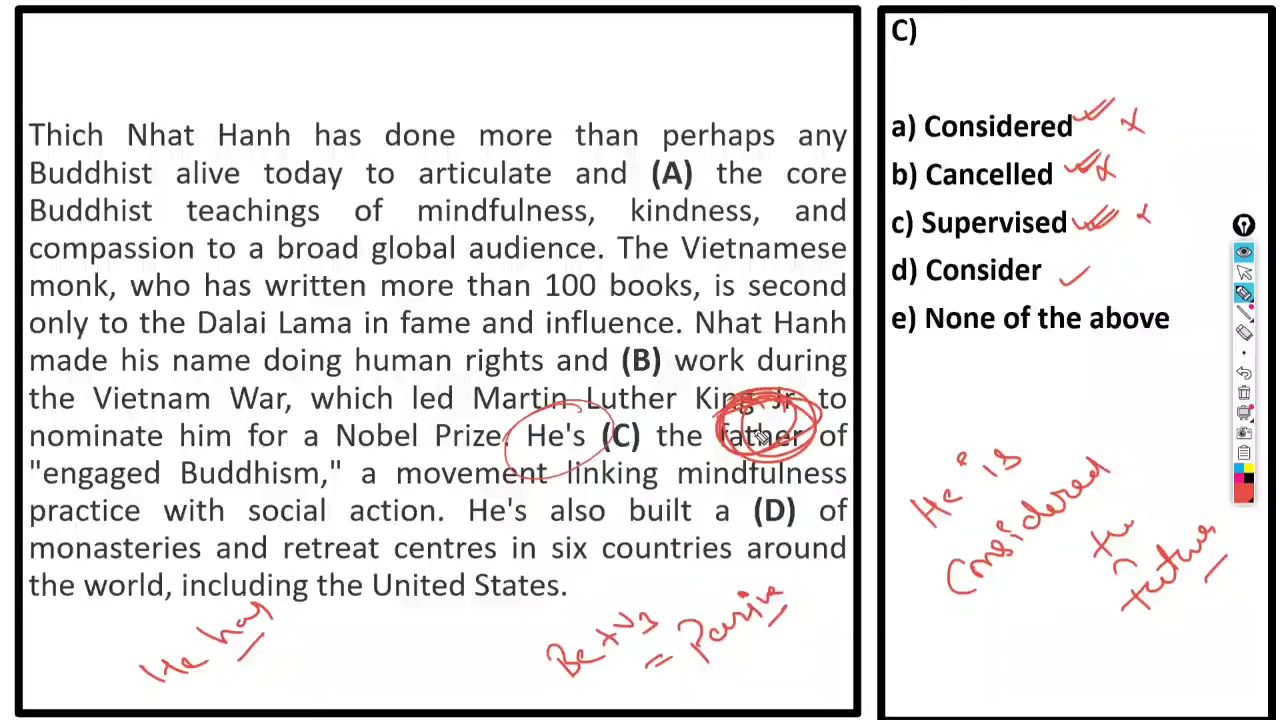 Thich Nhat Hanh has done more than perhaps any
Buddhist alive today to articulate and (A) the core
Buddhist teachings of mindfulness, kindness, and
compassion to a broad global audience. The Vietnamese
monk, who has written more than 100 books, is second
only to the Dalai Lama in fame and influence. Nhat Hanh
made his name doing human rights and (B) work during
the Vietnam War, which led Martin Luther King Jr to
nominate him for a Nobel Prize. He's (C) the father of
"engaged Buddhism," a movement linking mindfulness
practice with social action. He's also built a (D) of
monasteries and retreat centres in six countries around
the world, including the United States.
He has
Be+V3
= Passive
C)
a) Considered
b) Cancelled
c) Supervised
d) Consider
e) None of the above
He is
Considered
the